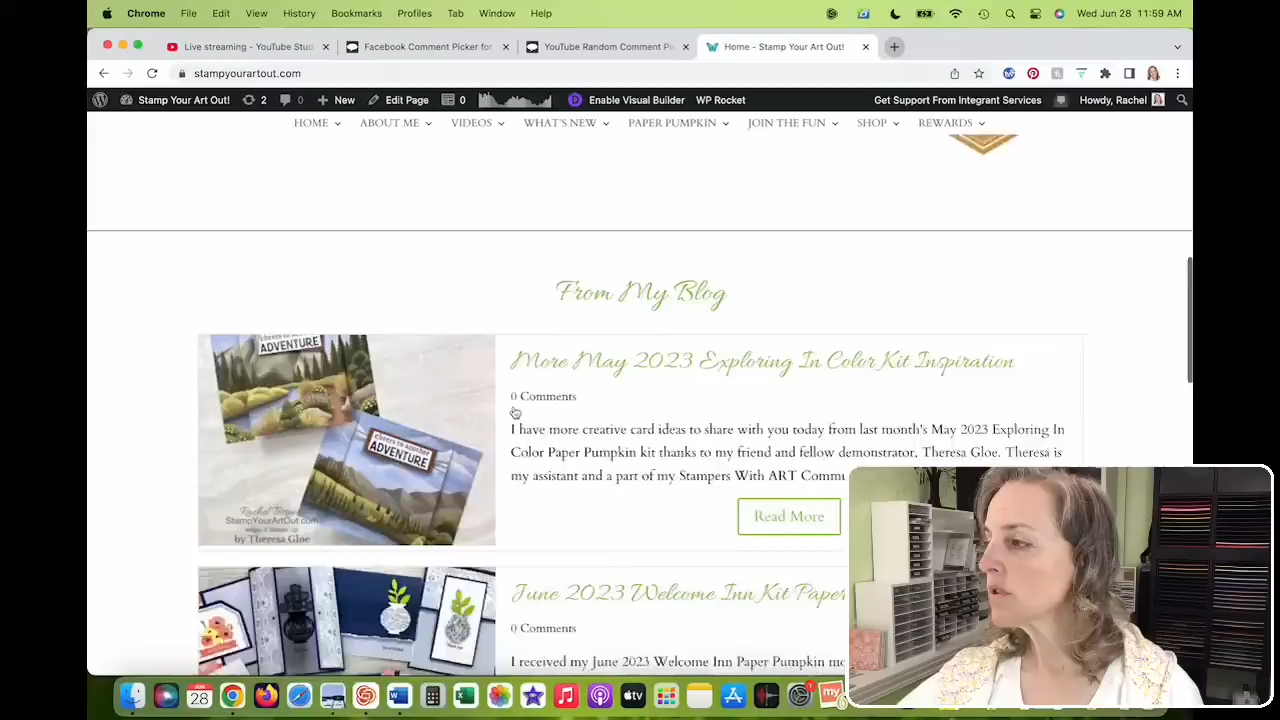 Chrome File Edit View History Bookmarks Profiles Tab Window Help Wed Jun 28 11:59 AM
Live streaming - YouTube Stud Facebook Comment Picker for YouTube Random Comment Pi Home - Stamp Your Art Out!
stampyourartout.com
Stamp Your Art Out! 2 0 New Edit Page 0 Enable Visual Builder WP Rocket Get Support From Integrant Services Howdy, Rachel
HOME ABOUT ME VIDEOS WHAT'S NEW PAPER PUMPKIN JOIN THE FUN SHOP REWARDS
From My Blog
ADVENTURE
Cheers to another
ADVENTURE
StampYourArtOut.com
by Theresa Gloe
More May 2023 Exploring In Color Kit Inspiration
0 Comments
I have more creative card ideas to share with you today from last month's May 2023 Exploring In
Color Paper Pumpkin kit thanks to my friend and fellow demonstrator, Theresa Gloe. Theresa is
my assistant and a part of my Stampers With ART Commu
Read More
June 2023 Welcome Inn Kit Paper
0 Comments
I received my June 2023 Welcome Inn Paper Pumpkin mo
JUN
28
tv
my